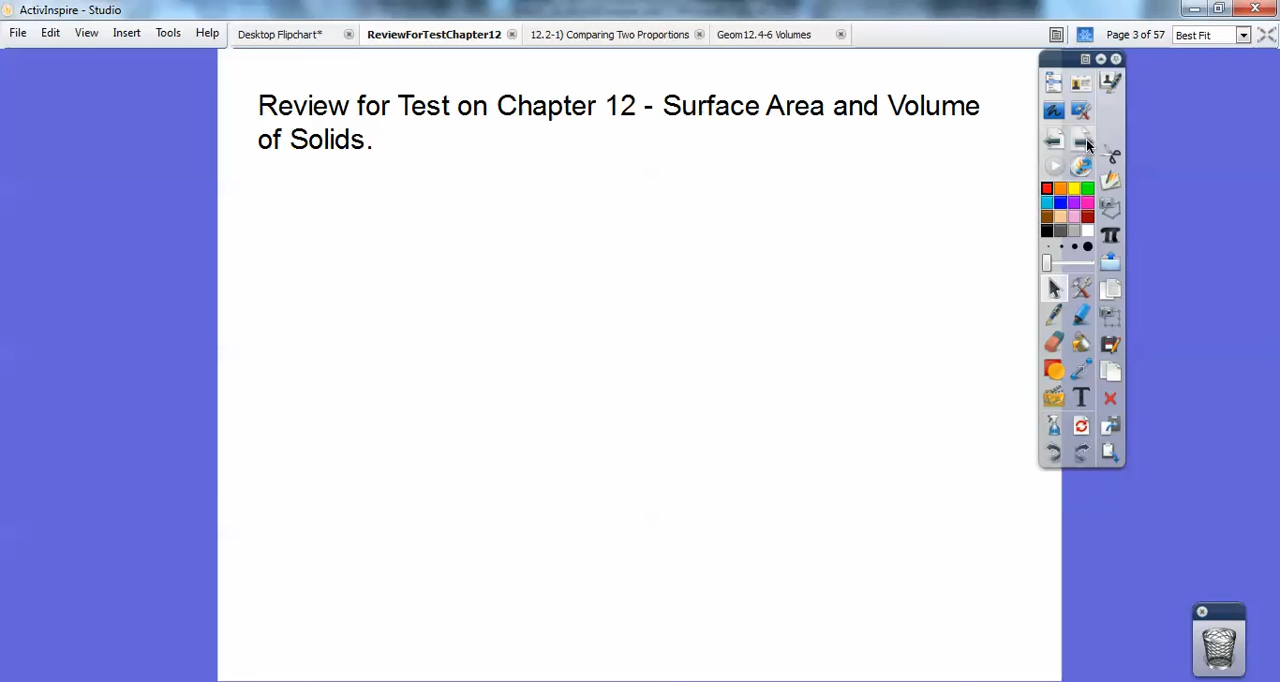 ActivInspire - Studio
File Edit View Insert Tools Help
Desktop Flipchart* ReviewForTestChapter12 12.2-1) Comparing Two Proportions Geom12.4-6 Volumes
Page 3 of 57 Best Fit
Review for Test on Chapter 12 - Surface Area and Volume
of Solids.